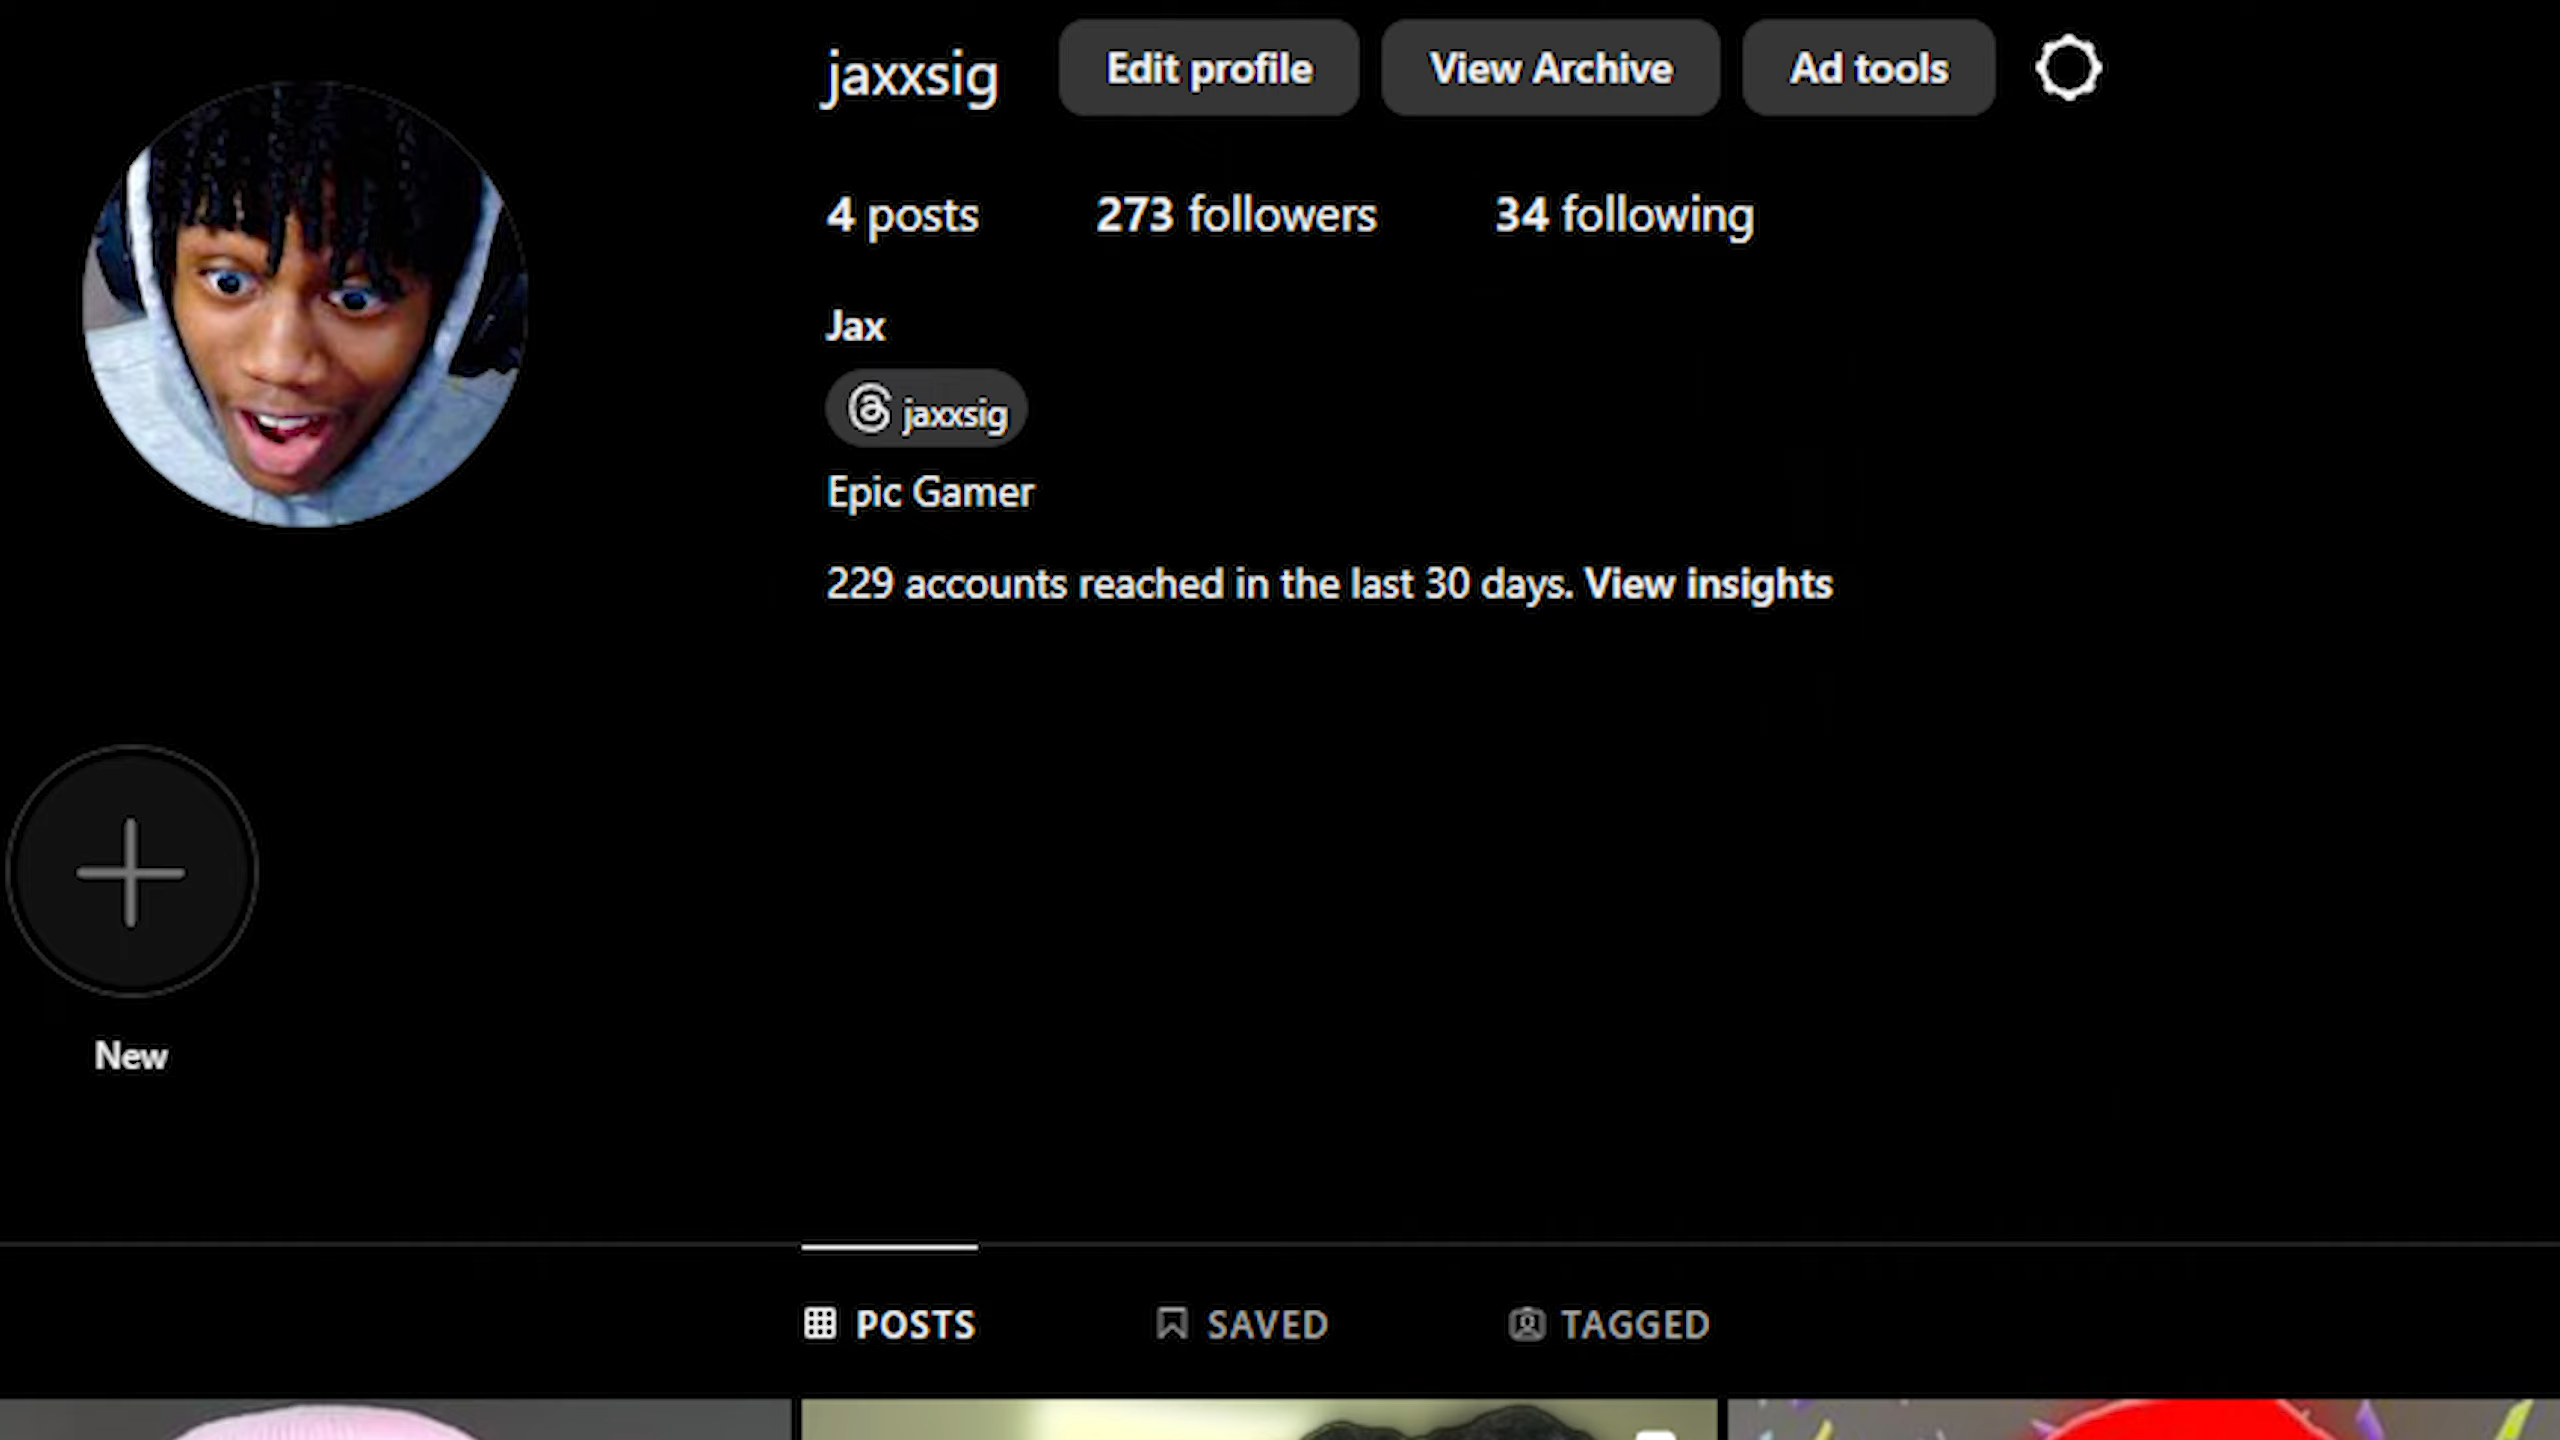 jaxxsig Edit profile View Archive Ad tools
4 posts 273 followers 34 following
Jax
jaxxsig
Epic Gamer
229 accounts reached in the last 30 days. View insights
New
POSTS SAVED TAGGED